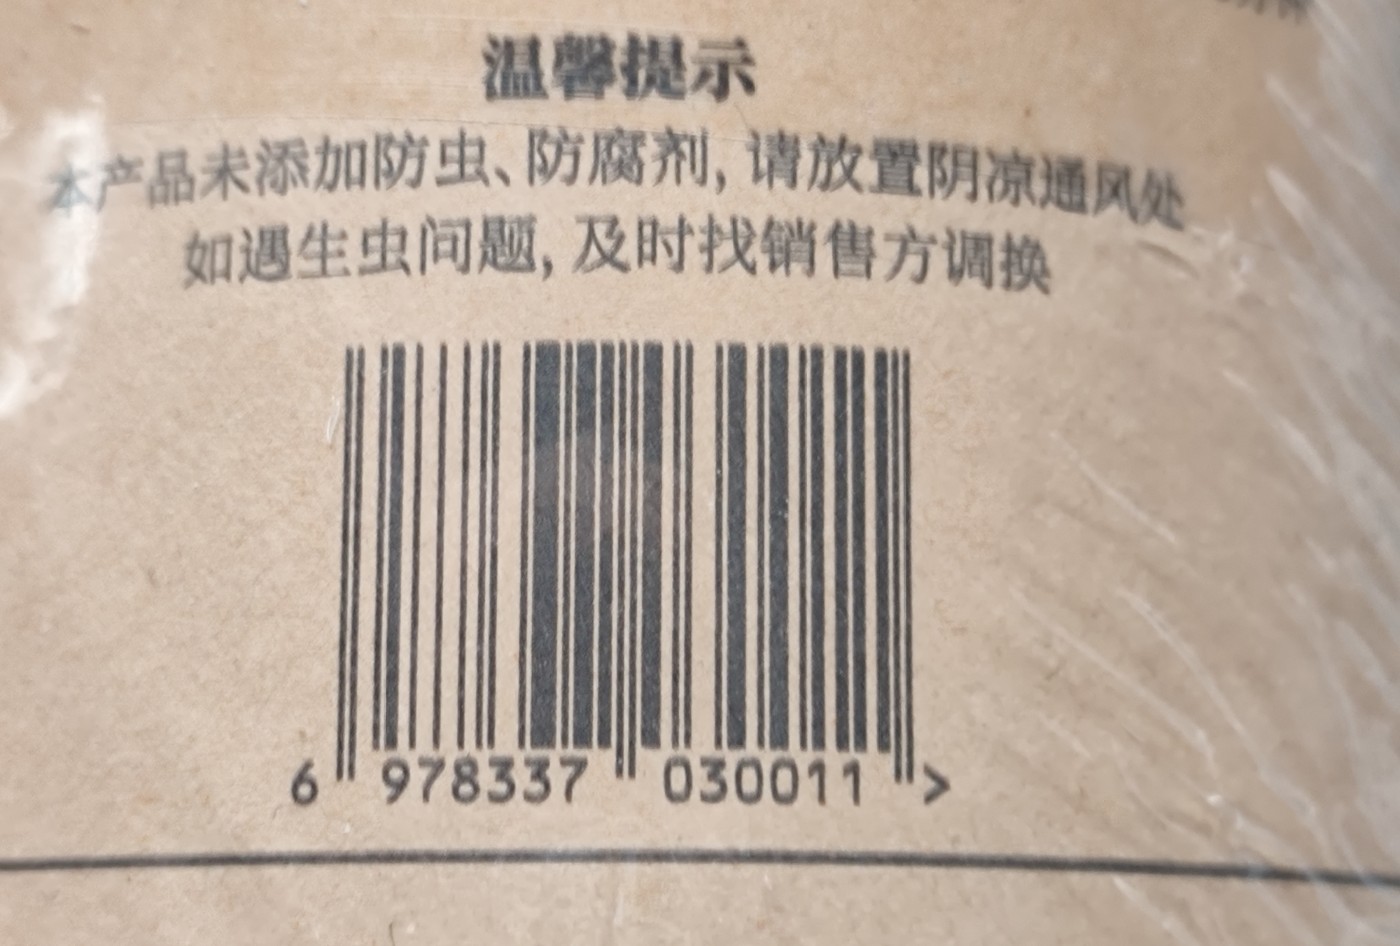 温馨提示
本产品未添加防虫、防腐剂, 请放置阴凉通风处
如遇生虫问题, 及时找销售方调换
6 978337 030011 >